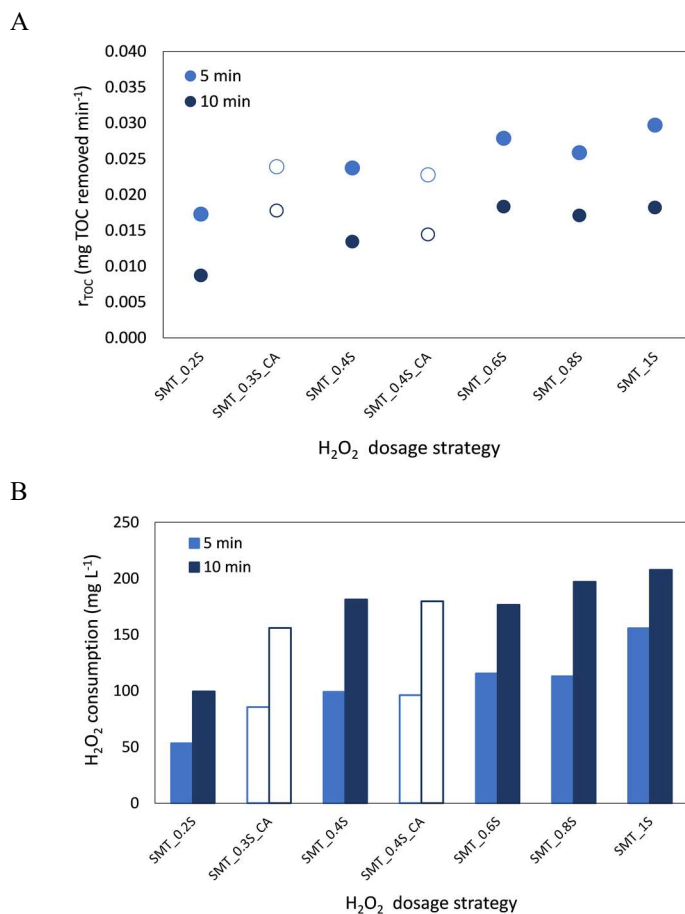 A
0.040
0.035
0.030
0.025
0.020
0.015
0.010
0.005
0.000
r_TOC (mg TOC removed min⁻¹)
5 min
10 min
SMT_0.2S
SMT_0.3S_CA
SMT_0.4S
SMT_0.4S_CA
SMT_0.6S
SMT_0.8S
SMT_1S
H₂O₂ dosage strategy
B
250
200
150
100
50
0
H₂O₂ consumption (mg L⁻¹)
5 min
10 min
SMT_0.2S
SMT_0.3S_CA
SMT_0.4S
SMT_0.4S_CA
SMT_0.6S
SMT_0.8S
SMT_1S
H₂O₂ dosage strategy